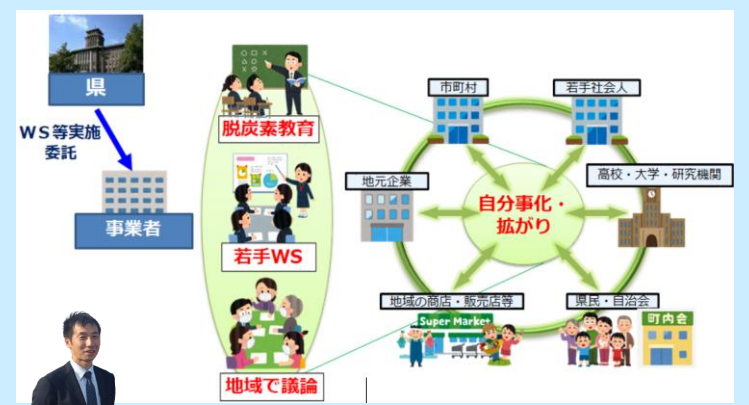 県
WS等実施
委託
事業者
脱炭素教育
若手WS
地域で議論
市町村
若手社会人
地元企業
高校・大学・研究機関
自分事化・
拡がり
地域の商店・販売店等
Super Market
県民・自治会
町内会